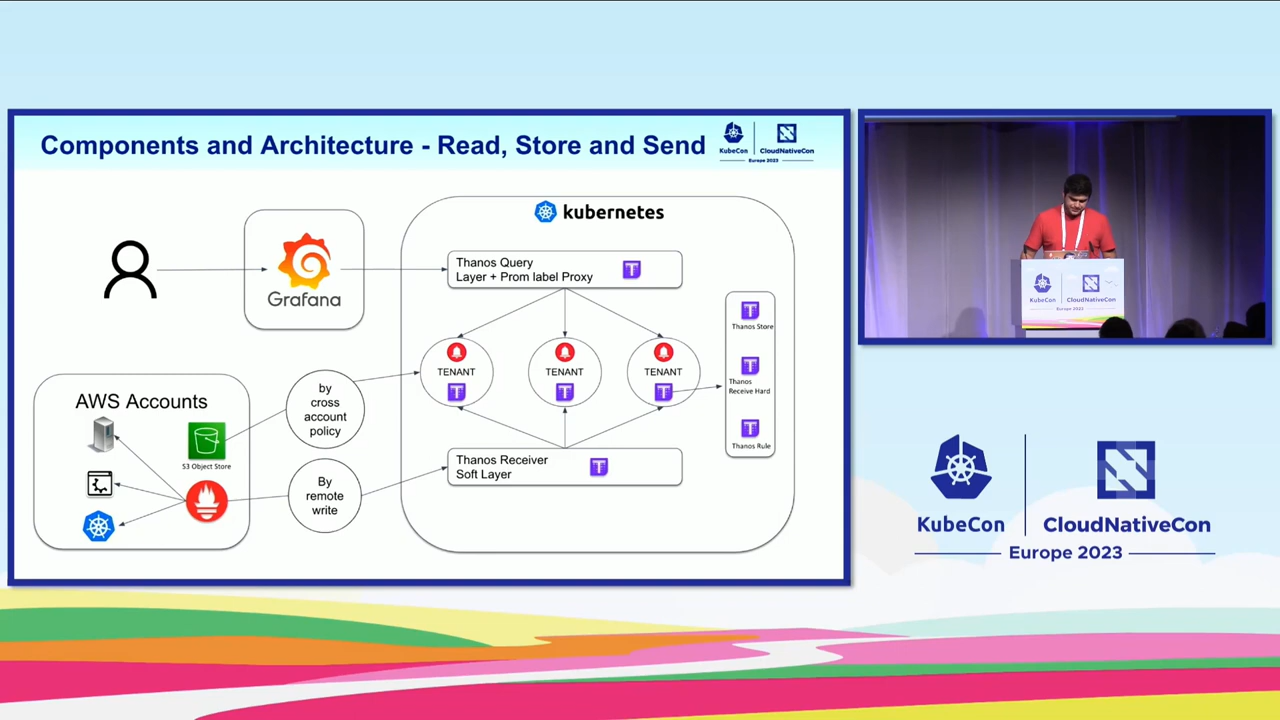 Components and Architecture - Read, Store and Send
KubeCon
CloudNativeCon
Europe 2023
kubernetes
Grafana
Thanos Query
Layer + Prom label Proxy
TENANT
TENANT
TENANT
Thanos Store
Thanos
Receive Hard
Thanos Rule
AWS Accounts
S3 Object Store
by
cross
account
policy
By
remote
write
Thanos Receiver
Soft Layer
KubeCon
CloudNativeCon
Europe 2023
KubeCon
CloudNativeCon
Europe 2023